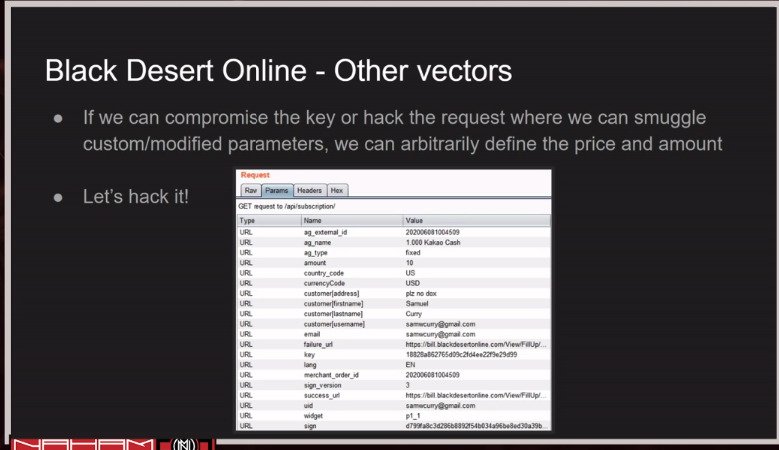 Black Desert Online - Other vectors
● If we can compromise the key or hack the request where we can smuggle
custom/modified parameters, we can arbitrarily define the price and amount
● Let's hack it!
Request
Raw Params Headers Hex
GET request to /api/subscription/
Type Name Value
URL ag_external_id 202006081004509
URL ag_name 1.000 Kakao Cash
URL ag_type fixed
URL amount 10
URL country_code US
URL currencyCode USD
URL customer[address] plz no dox
URL customer[firstname] Samuel
URL customer[lastname] Curry
URL customer[username] samwcurry@gmail.com
URL email samwcurry@gmail.com
URL failure_url https://bill.blackdesertonline.com/View/FillUp/...
URL key 18828a862765d09c2fd4ee22f9e29d99
URL lang EN
URL merchant_order_id 202006081004509
URL sign_version 3
URL success_url https://bill.blackdesertonline.com/View/FillUp/...
URL uid samwcurry@gmail.com
URL widget p1_1
URL sign d799fa8c3d286b8892f54b034a96be8ed30a39b...